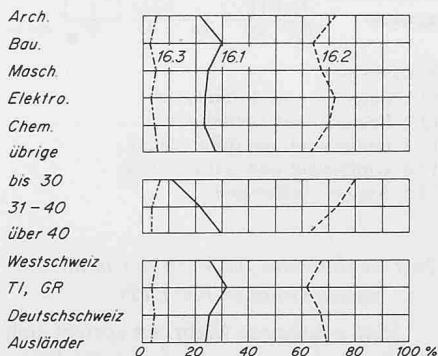 Arch.
Bau.
16.3 16.1 16.2
Masch.
Elektro.
Chem.
übrige
bis 30
31-40
über 40
Westschweiz
TI, GR
Deutschschweiz
Ausländer
0 20 40 60 80 100 %